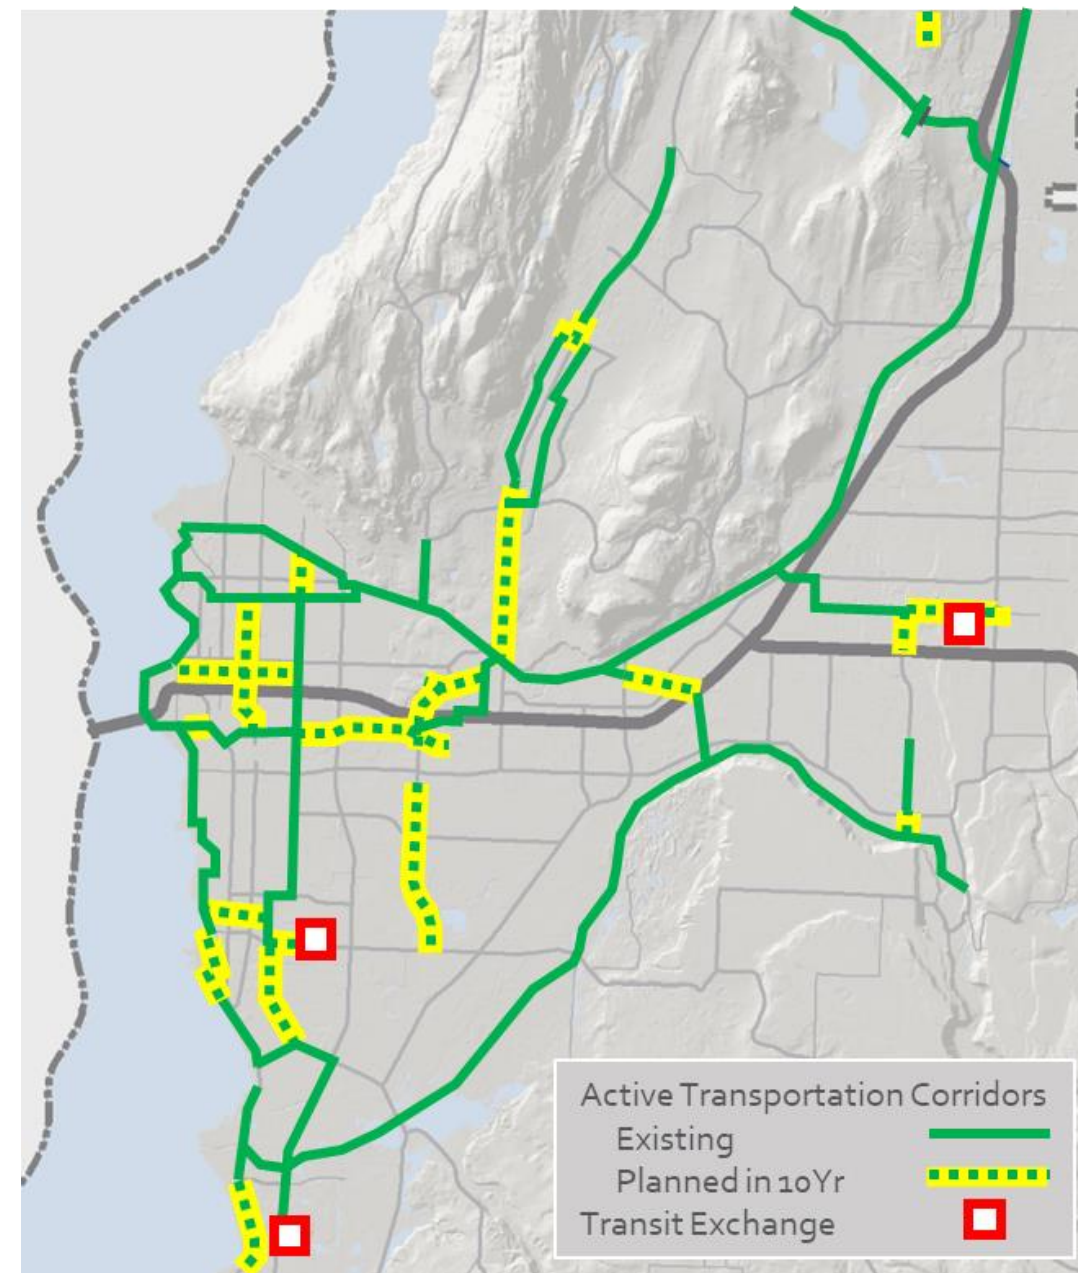 Active Transportation Corridors
Existing
Planned in 10Yr
Transit Exchange